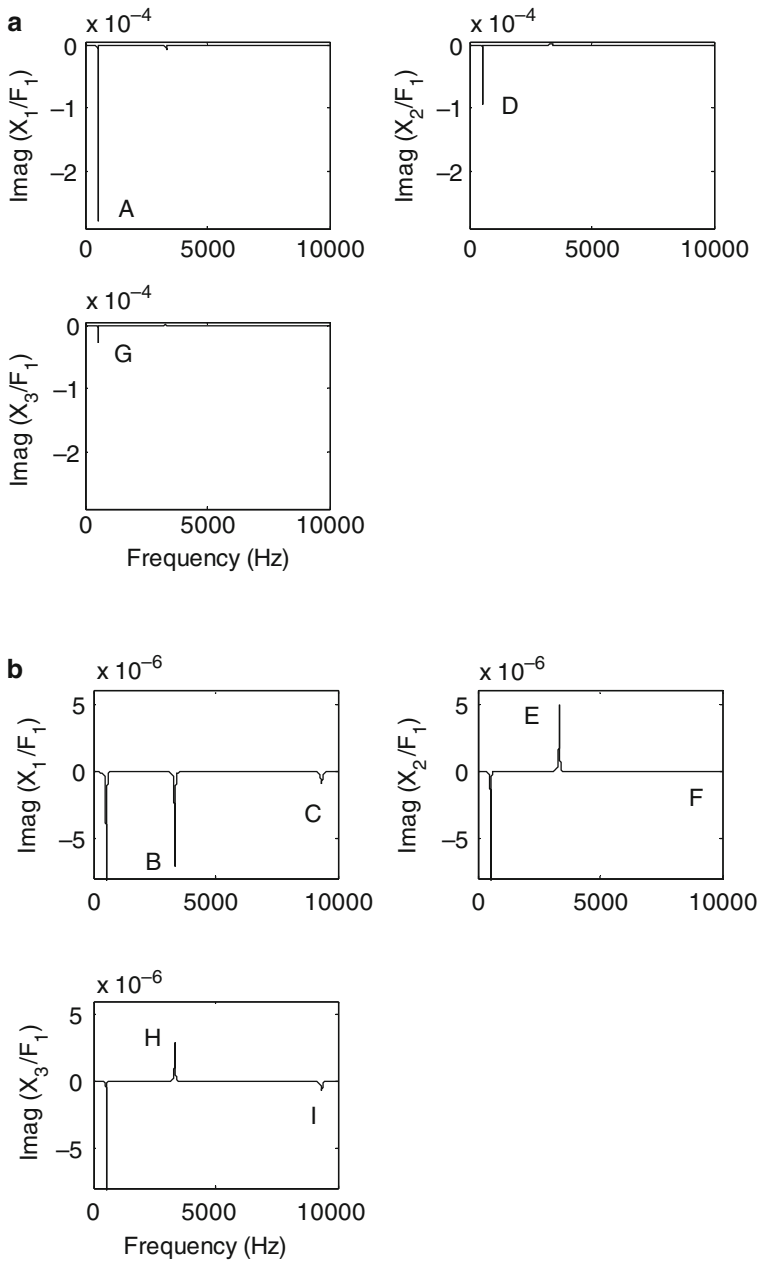 a
x 10⁻⁴
0
−1
−2
Imag (X₁/F₁)
A
0 5000 10000
x 10⁻⁴
0
−1
−2
Imag (X₂/F₁)
D
0 5000 10000
x 10⁻⁴
0
−1
−2
Imag (X₃/F₁)
G
0 5000 10000
Frequency (Hz)
b
x 10⁻⁶
5
0
−5
Imag (X₁/F₁)
B
C
0 5000 10000
x 10⁻⁶
5
0
−5
Imag (X₂/F₁)
E
F
0 5000 10000
x 10⁻⁶
5
0
−5
Imag (X₃/F₁)
H
I
0 5000 10000
Frequency (Hz)